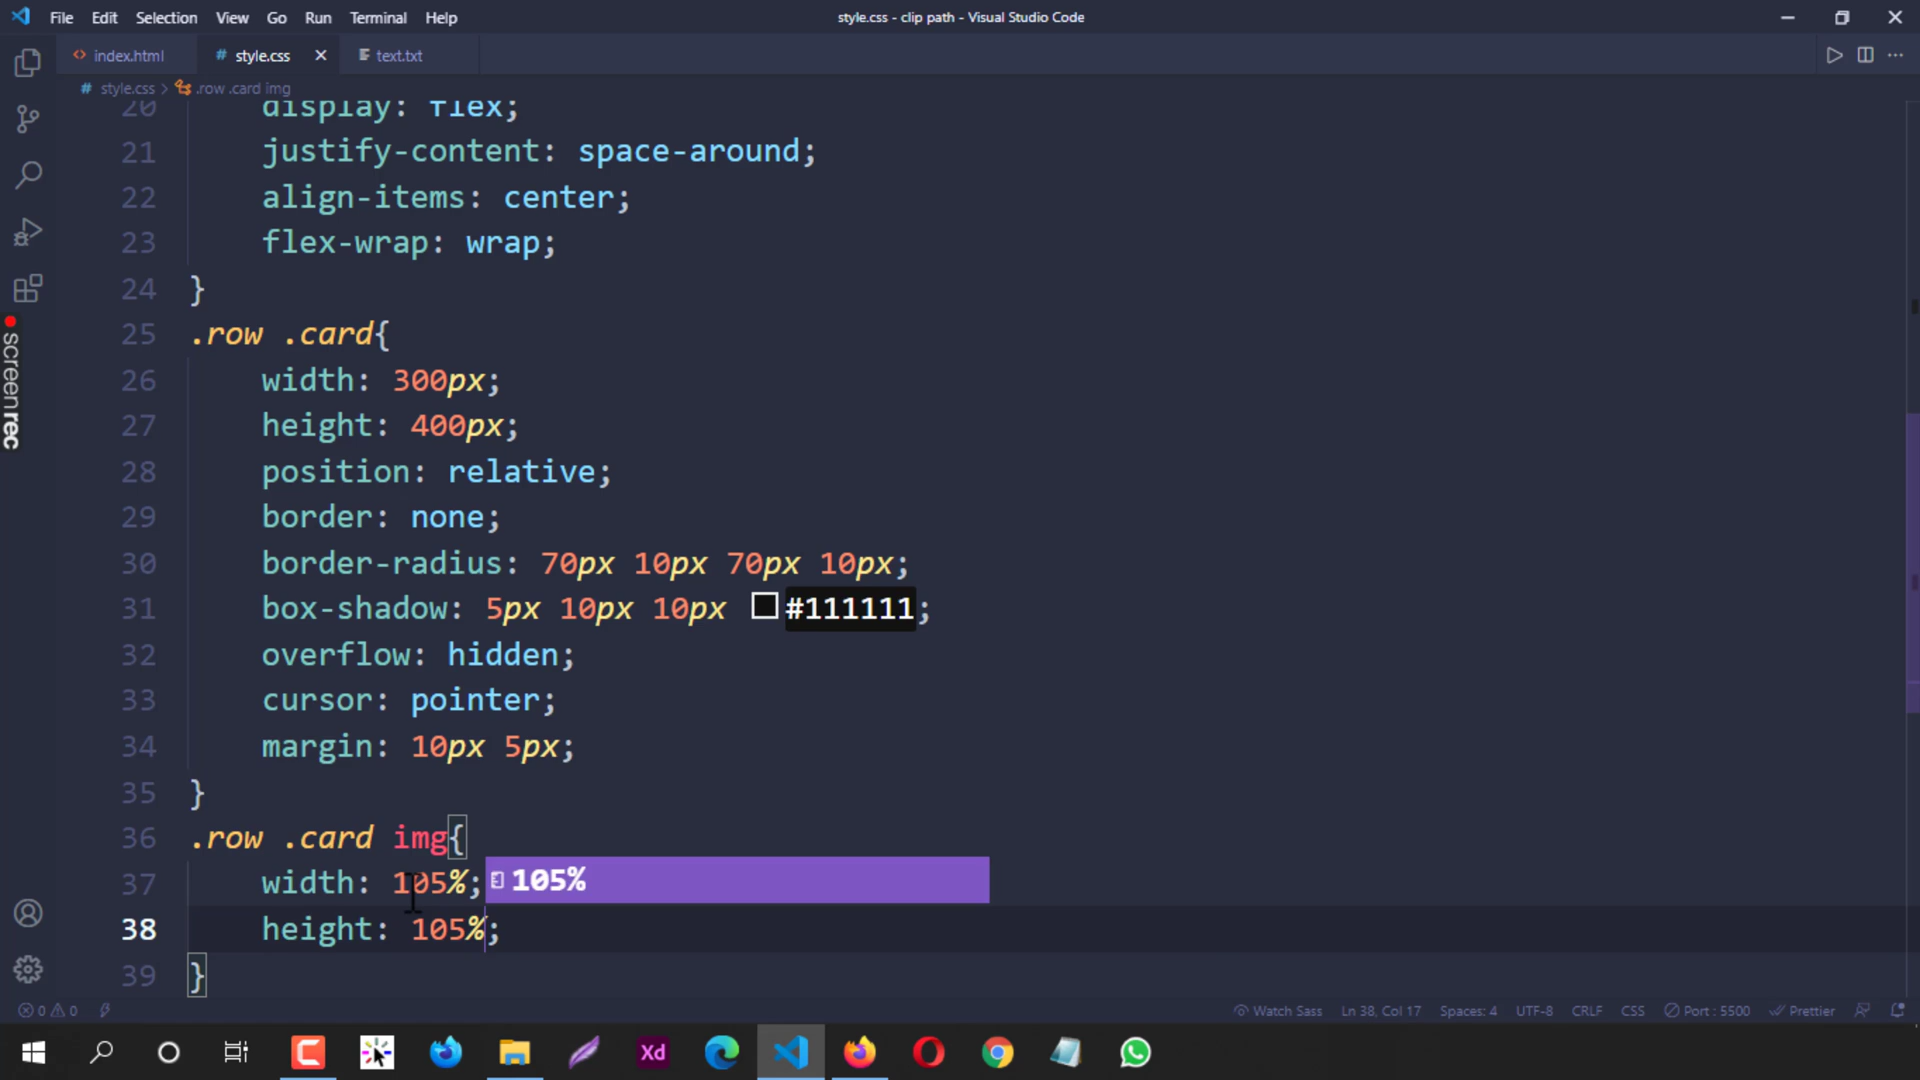 File Edit Selection View Go Run Terminal Help style.css - clip path - Visual Studio Code
index.html # style.css text.txt
# style.css > .row .card img
20 display: flex;
21 justify-content: space-around;
22 align-items: center;
23 flex-wrap: wrap;
24 }
25 .row .card{
26 width: 300px;
27 height: 400px;
28 position: relative;
29 border: none;
30 border-radius: 70px 10px 70px 10px;
31 box-shadow: 5px 10px 10px #111111;
32 overflow: hidden;
33 cursor: pointer;
34 margin: 10px 5px;
35 }
36 .row .card img{
37 width: 105%; 105%
38 height: 105%;
39 }
screenrec
0 0 Watch Sass Ln 38, Col 17 Spaces: 4 UTF-8 CRLF CSS Port : 5500 Prettier
Xd